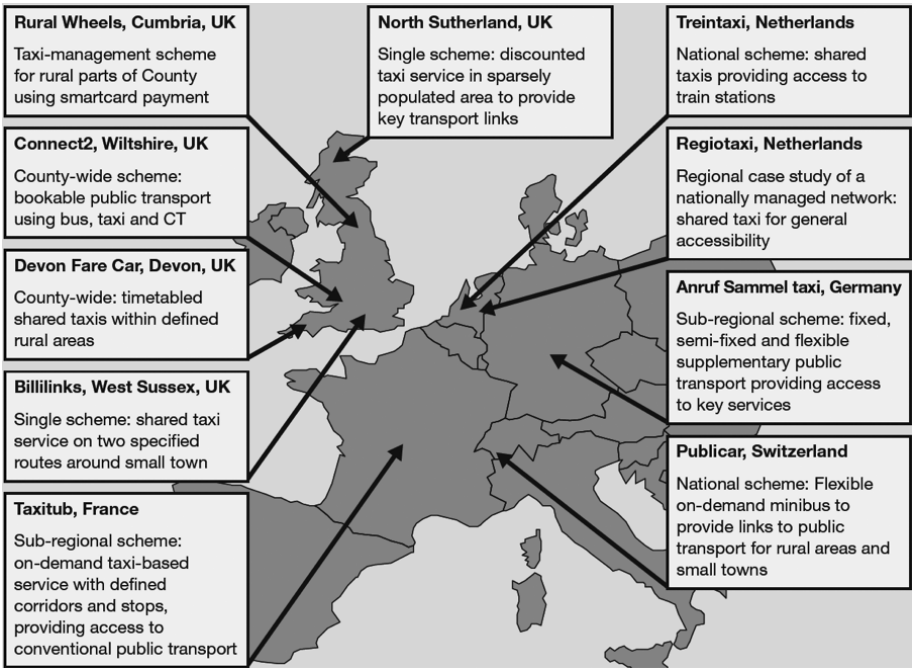 Rural Wheels, Cumbria, UK
Taxi-management scheme
for rural parts of County
using smartcard payment
Connect2, Wiltshire, UK
County-wide scheme:
bookable public transport
using bus, taxi and CT
Devon Fare Car, Devon, UK
County-wide: timetabled
shared taxis within defined
rural areas
Billilinks, West Sussex, UK
Single scheme: shared taxi
service on two specified
routes around small town
Taxitub, France
Sub-regional scheme:
on-demand taxi-based
service with defined
corridors and stops,
providing access to
conventional public transport
North Sutherland, UK
Single scheme: discounted
taxi service in sparsely
populated area to provide
key transport links
Treintaxi, Netherlands
National scheme: shared
taxis providing access to
train stations
Regiotaxi, Netherlands
Regional case study of a
nationally managed network:
shared taxi for general
accessibility
Anruf Sammel taxi, Germany
Sub-regional scheme: fixed,
semi-fixed and flexible
supplementary public
transport providing access
to key services
Publicar, Switzerland
National scheme: Flexible
on-demand minibus to
provide links to public
transport for rural areas and
small towns